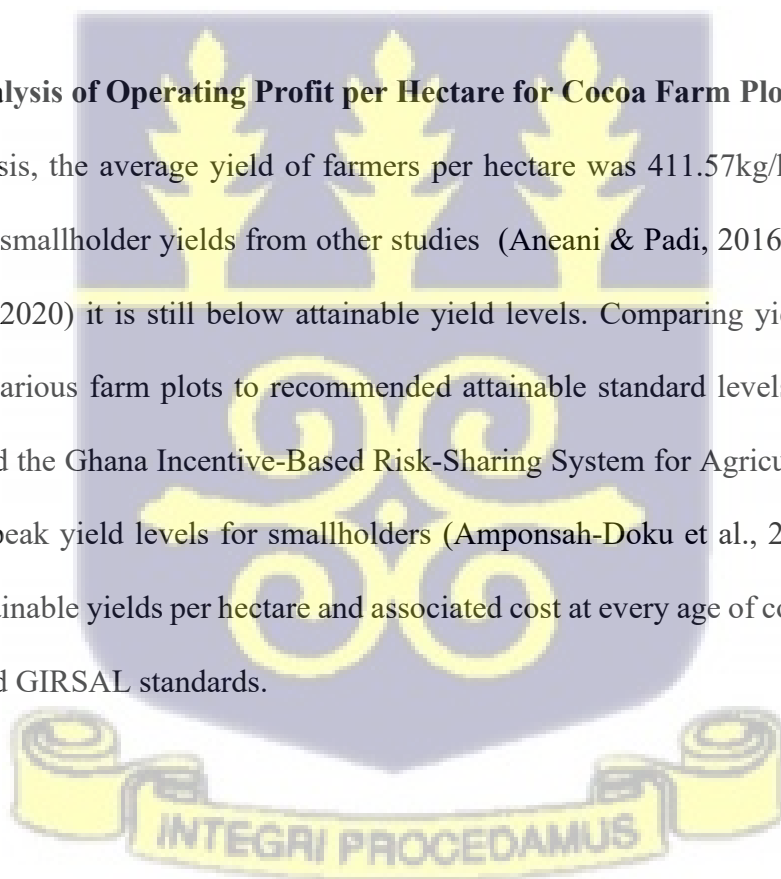 alysis of Operating Profit per Hectare for Cocoa Farm Plo
sis, the average yield of farmers per hectare was 411.57kg/h
smallholder yields from other studies (Aneani & Padi, 2016
2020) it is still below attainable yield levels. Comparing yi
arious farm plots to recommended attainable standard levels
d the Ghana Incentive-Based Risk-Sharing System for Agricu
peak yield levels for smallholders (Amponsah-Doku et al., 2
ainable yields per hectare and associated cost at every age of co
d GIRSAL standards.
INTEGRI PROCEDAMUS